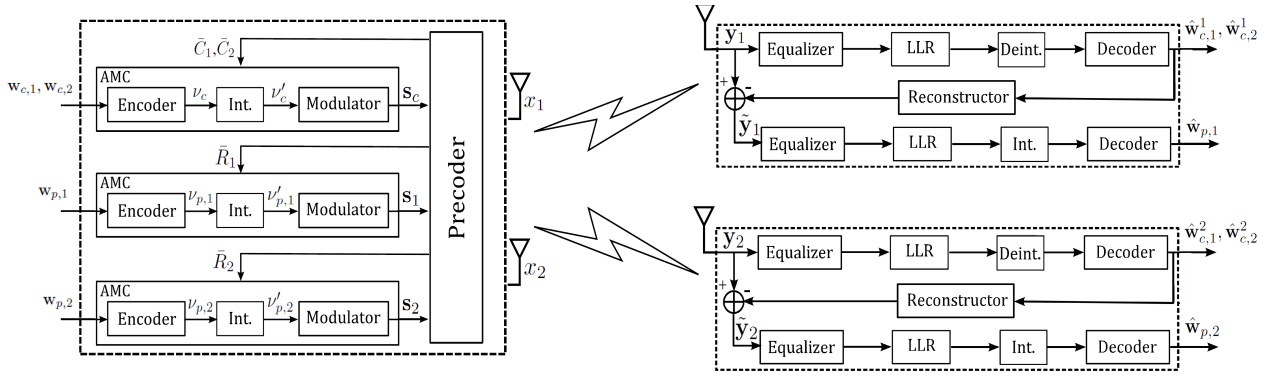 C̄₁,C̄₂
AMC
w_{c,1}, w_{c,2}
Encoder ν_c Int. ν′_c Modulator s_c
R̄₁
AMC
w_{p,1}
Encoder ν_{p,1} Int. ν′_{p,1} Modulator s₁
R̄₂
AMC
w_{p,2}
Encoder ν_{p,2} Int. ν′_{p,2} Modulator s₂
Precoder
x₁
x₂
y₁ Equalizer LLR Deint. Decoder ŵ¹_{c,1}, ŵ¹_{c,2}
+ -
Reconstructor
ỹ₁ Equalizer LLR Int. Decoder ŵ_{p,1}
y₂ Equalizer LLR Deint. Decoder ŵ²_{c,1}, ŵ²_{c,2}
+ -
Reconstructor
ỹ₂ Equalizer LLR Int. Decoder ŵ_{p,2}